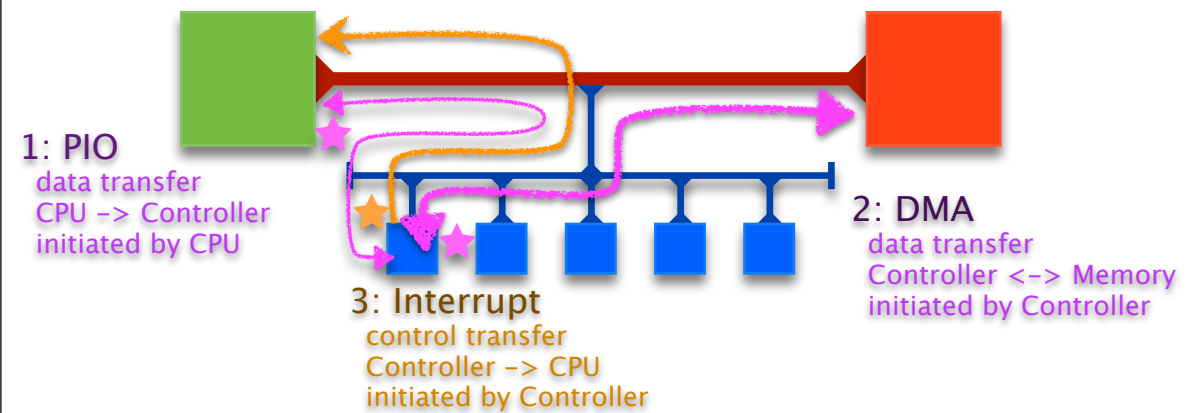 1: PIO
data transfer
CPU -> Controller
initiated by CPU
2: DMA
data transfer
Controller <-> Memory
initiated by Controller
3: Interrupt
control transfer
Controller -> CPU
initiated by Controller